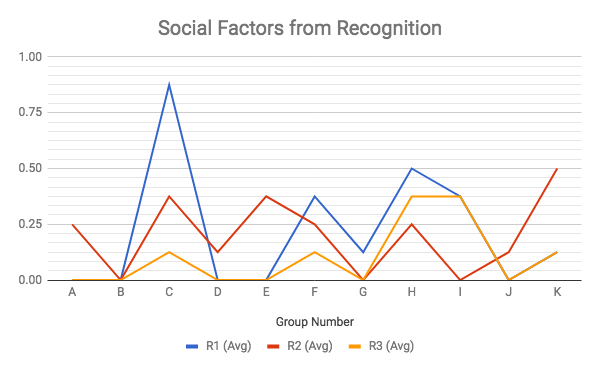 Social Factors from Recognition
1.00
0.75
0.50
0.25
0.00
A B C D E F G H I J K
Group Number
R1 (Avg) R2 (Avg) R3 (Avg)